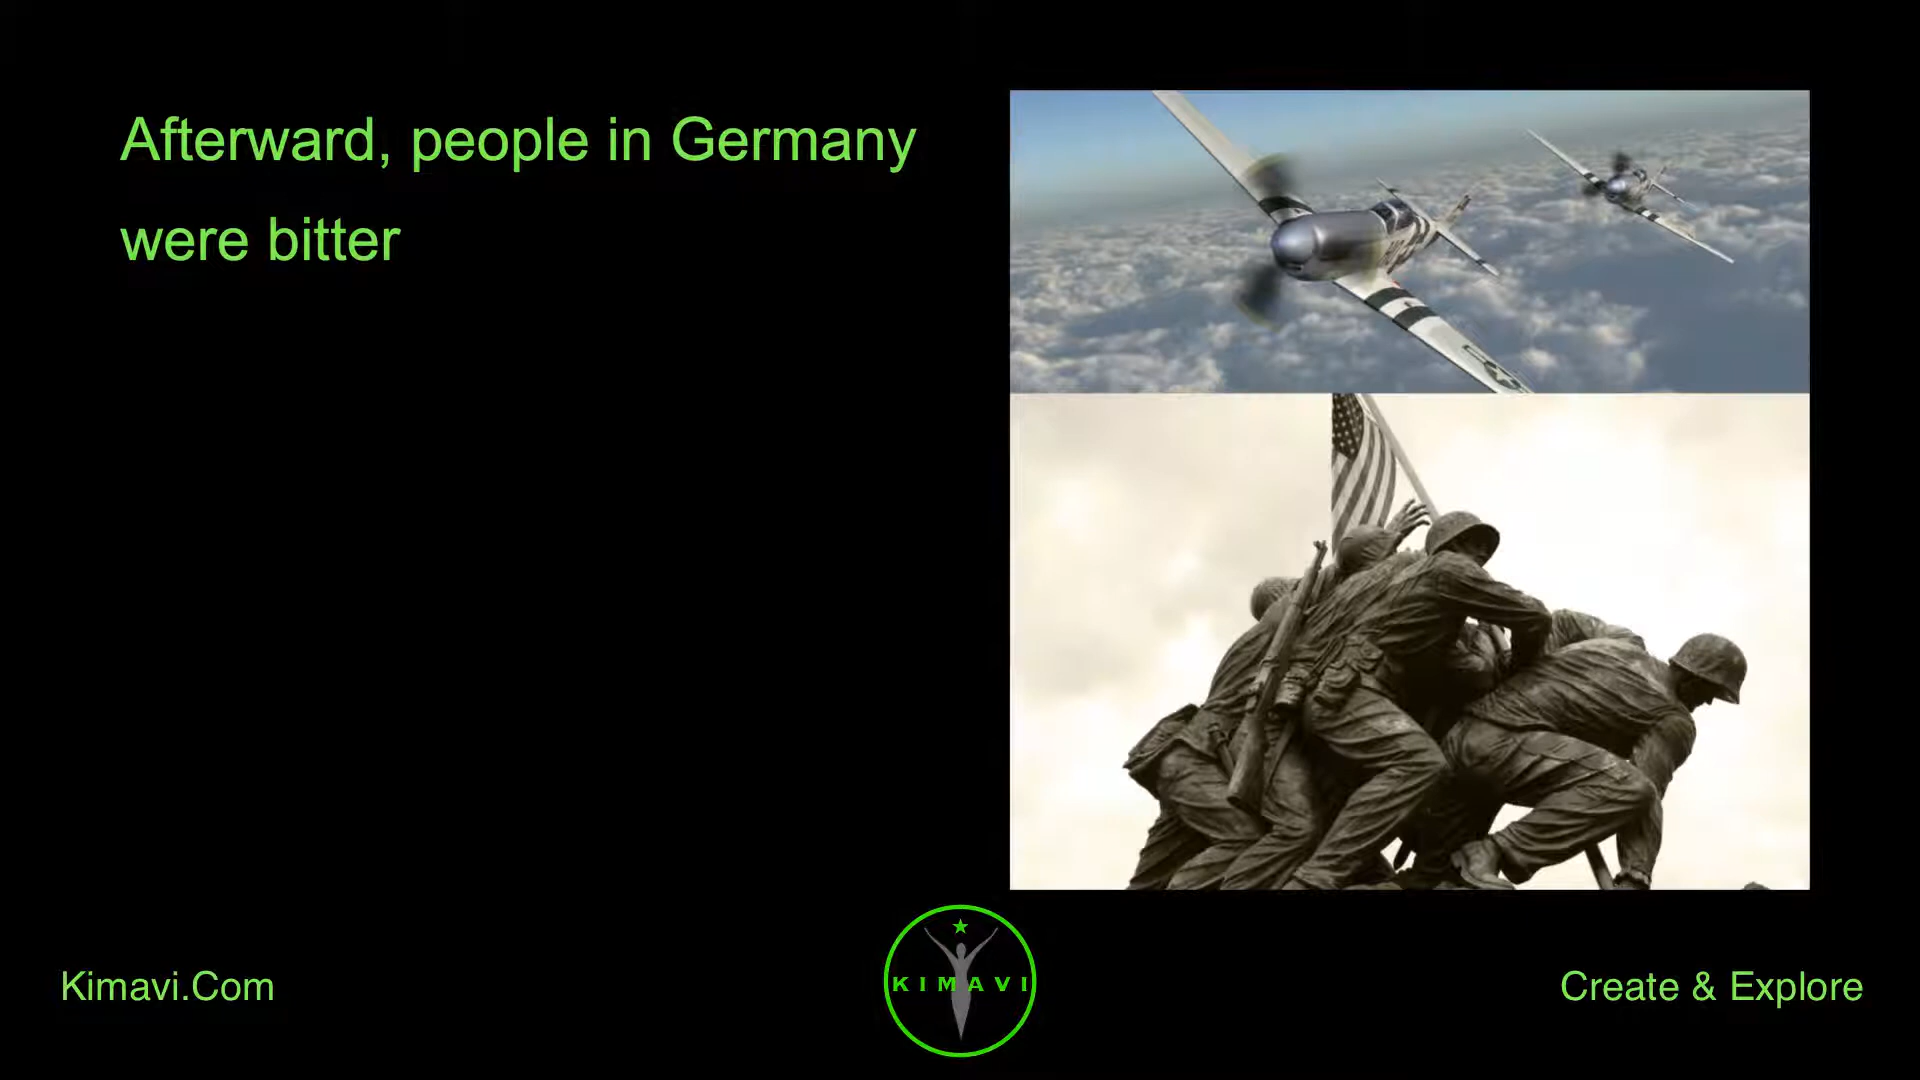 Afterward, people in Germany
were bitter
Kimavi.Com
KIMAVI
Create & Explore